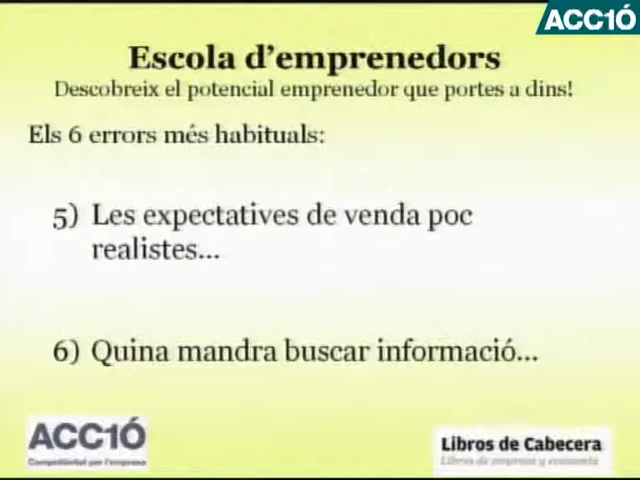 ACC1Ó
Escola d'emprenedors
Descobreix el potencial emprenedor que portes a dins!
Els 6 errors més habituals:
5) Les expectatives de venda poc
realistes...
6) Quina mandra buscar informació...
ACC1Ó
Competitivitat per l'empresa
Libros de Cabecera
Libros de empresa y economía